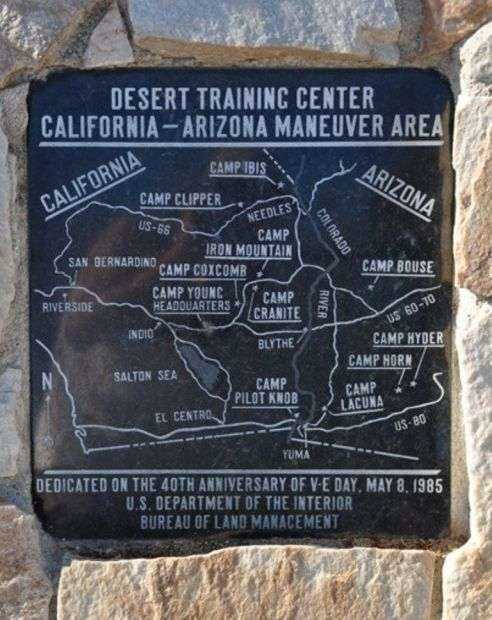 DESERT TRAINING CENTER
CALIFORNIA – ARIZONA MANEUVER AREA
CALIFORNIA
CAMP IBIS
ARIZONA
CAMP CLIPPER
NEEDLES
US-66
COLORADO
RIVER
CAMP
IRON MOUNTAIN
SAN BERNARDINO
CAMP COXCOMB
CAMP BOUSE
RIVERSIDE
CAMP YOUNG
HEADQUARTERS
CAMP
GRANITE
US 60-70
INDIO
BLYTHE
CAMP HYDER
CAMP HORN
N
SALTON SEA
CAMP
PILOT KNOB
CAMP
LAGUNA
EL CENTRO
US-80
YUMA
DEDICATED ON THE 40TH ANNIVERSARY OF V-E DAY, MAY 8, 1985
U.S. DEPARTMENT OF THE INTERIOR
BUREAU OF LAND MANAGEMENT